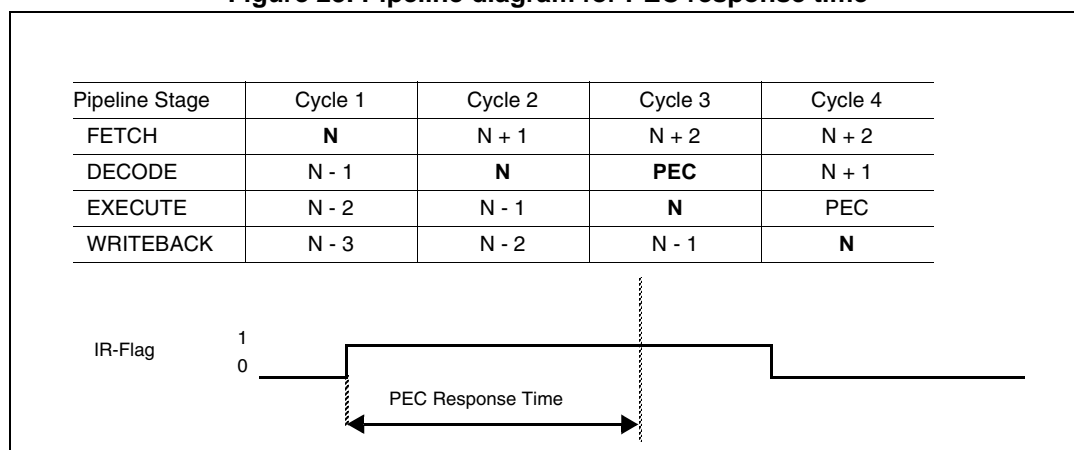 Figure 26. Pipeline diagram for PEC response time
Pipeline Stage Cycle 1 Cycle 2 Cycle 3 Cycle 4
FETCH N N + 1 N + 2 N + 2
DECODE N - 1 N PEC N + 1
EXECUTE N - 2 N - 1 N PEC
WRITEBACK N - 3 N - 2 N - 1 N
IR-Flag
1
0
PEC Response Time